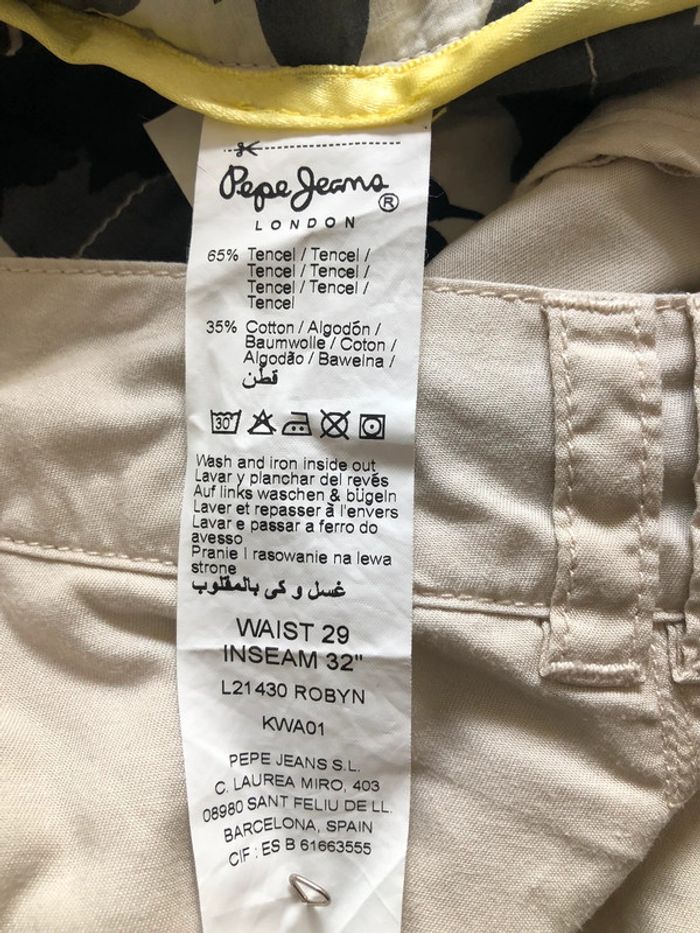 Pepe Jeans ®
LONDON
65% Tencel / Tencel /
Tencel / Tencel /
Tencel / Tencel /
Tencel
35% Cotton / Algodón /
Baumwolle / Coton /
Algodão / Bawelna /
قطن
30°
Wash and iron inside out
Lavar y planchar del revés
Auf links waschen & bügeln
Laver et repasser à l'envers
Lavar e passar a ferro do
avesso
Pranie I rasowanie na lewa
strone
غسل و كى بالمقلوب
WAIST 29
INSEAM 32"
L21430 ROBYN
KWA01
PEPE JEANS S.L.
C. LAUREA MIRO, 403
08980 SANT FELIU DE LL.
BARCELONA, SPAIN
CIF : ES B 61663555